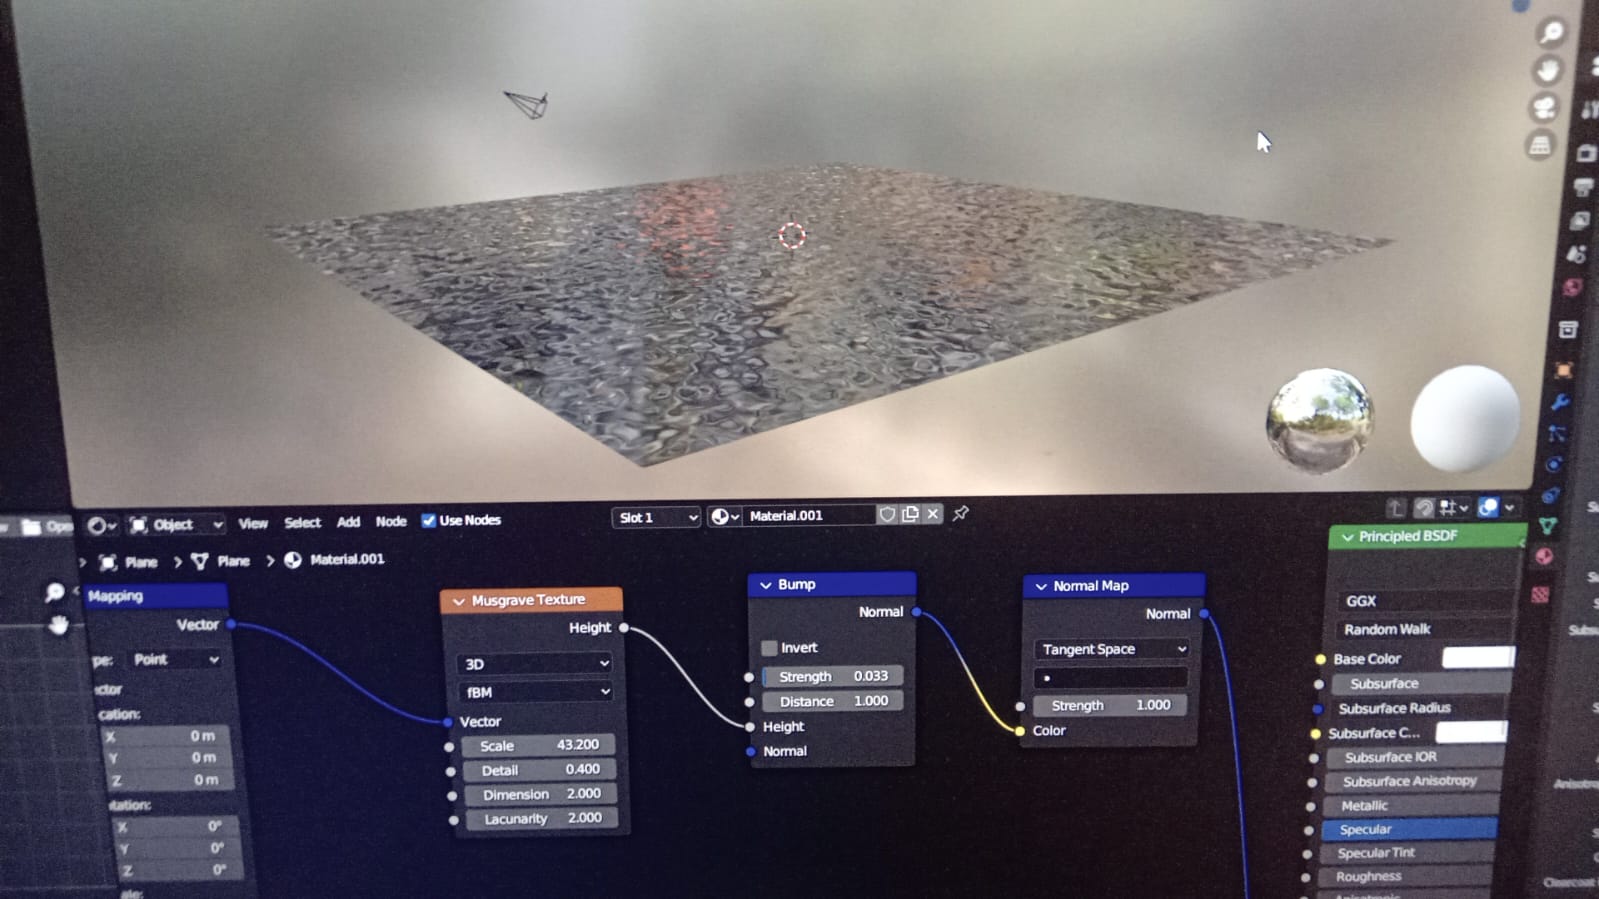 Object
View
Select
Add
Node
Use Nodes
Slot 1
Material.001
Plane
Plane
Material.001
Mapping
Vector
pe:
Point
ctor
cation:
X 0 m
Y 0 m
Z 0 m
tation:
X 0°
Y 0°
Z 0°
Musgrave Texture
Height
3D
fBM
Vector
Scale 43.200
Detail 0.400
Dimension 2.000
Lacunarity 2.000
Bump
Normal
Invert
Strength 0.033
Distance 1.000
Height
Normal
Normal Map
Normal
Tangent Space
Strength 1.000
Color
Principled BSDF
GGX
Random Walk
Base Color
Subsurface
Subsurface Radius
Subsurface C...
Subsurface IOR
Subsurface Anisotropy
Metallic
Specular
Specular Tint
Roughness